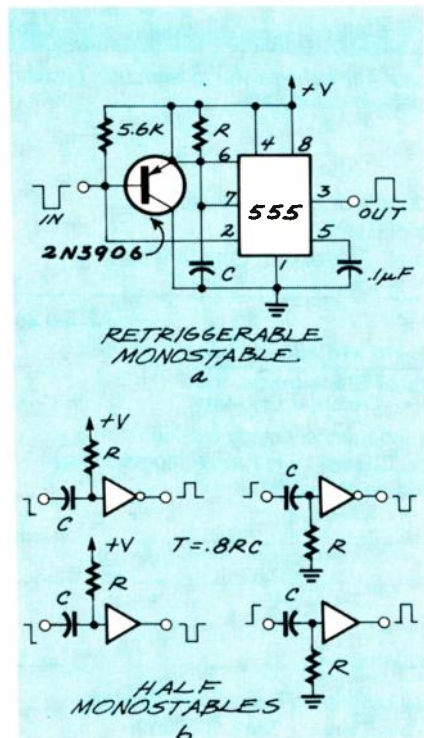 +V
5.6K
R
6
4
8
7
555
3
IN
OUT
2
5
2N3906
1
C
.1µF
RETRIGGERABLE
MONOSTABLE
a
+V
R
C
C
T=.8RC
R
+V
R
C
C
R
HALF
MONOSTABLES
b